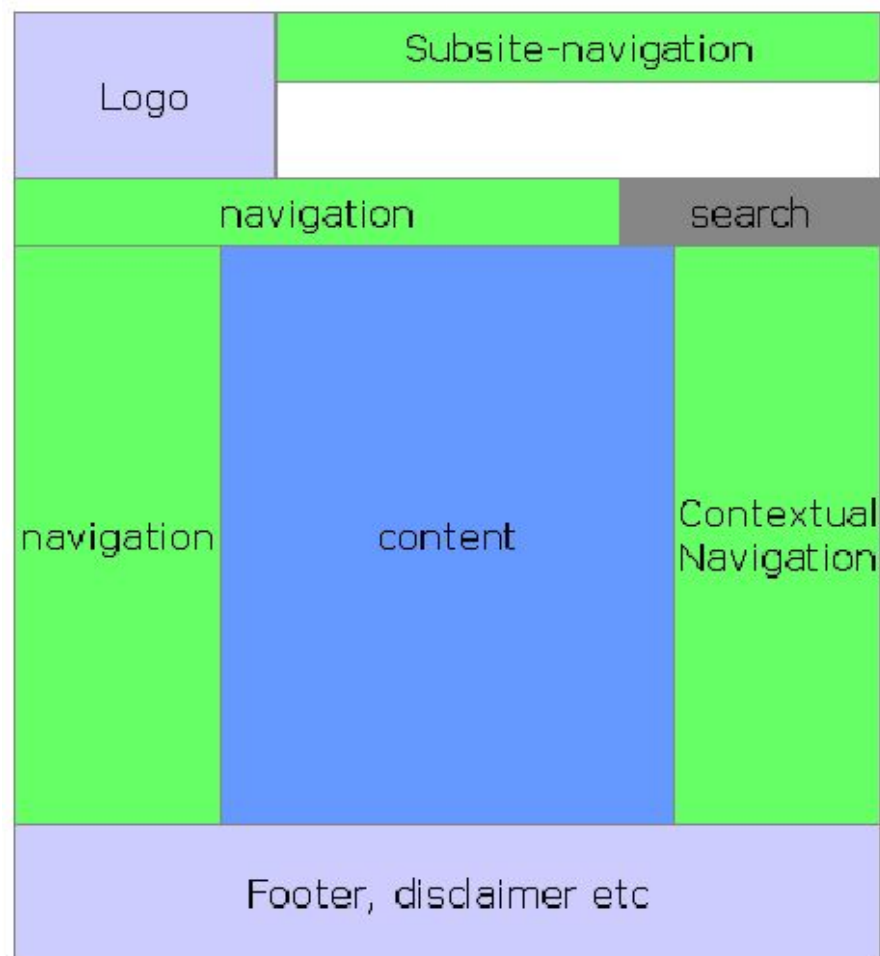 Subsite-navigation
Logo
navigation
search
navigation
content
Contextual
Navigation
Footer, disclaimer etc